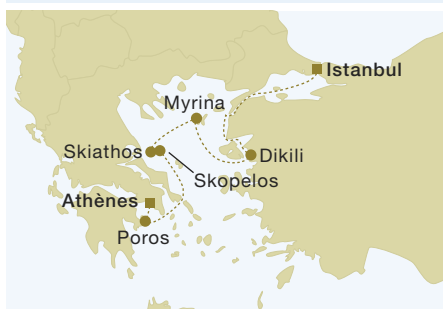 Istanbul
Myrina
Skiathos
Dikili
Skopelos
Athènes
Poros